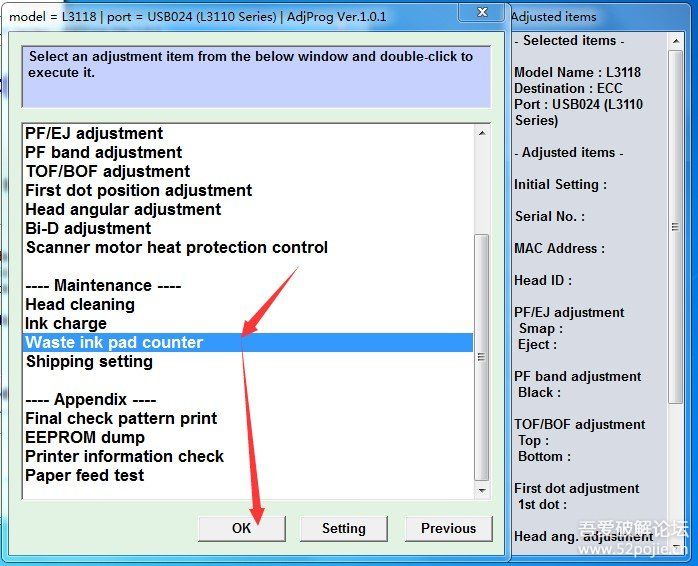 model = L3118 | port = USB024 (L3110 Series) | AdjProg Ver.1.0.1
Select an adjustment item from the below window and double-click to
execute it.
PF/EJ adjustment
PF band adjustment
TOF/BOF adjustment
First dot position adjustment
Head angular adjustment
Bi-D adjustment
Scanner motor heat protection control
---- Maintenance ----
Head cleaning
Ink charge
Waste ink pad counter
Shipping setting
---- Appendix ----
Final check pattern print
EEPROM dump
Printer information check
Paper feed test
OK
Setting
Previous
Adjusted items
- Selected items -
Model Name : L3118
Destination : ECC
Port : USB024 (L3110
Series)
- Adjusted items -
Initial Setting :
Serial No. :
MAC Address :
Head ID :
PF/EJ adjustment
Smap :
Eject :
PF band adjustment
Black :
TOF/BOF adjustment
Top :
Bottom :
First dot adjustment
1st dot :
Head ang. adjustment
吾爱破解论坛
www.52pojie.cn